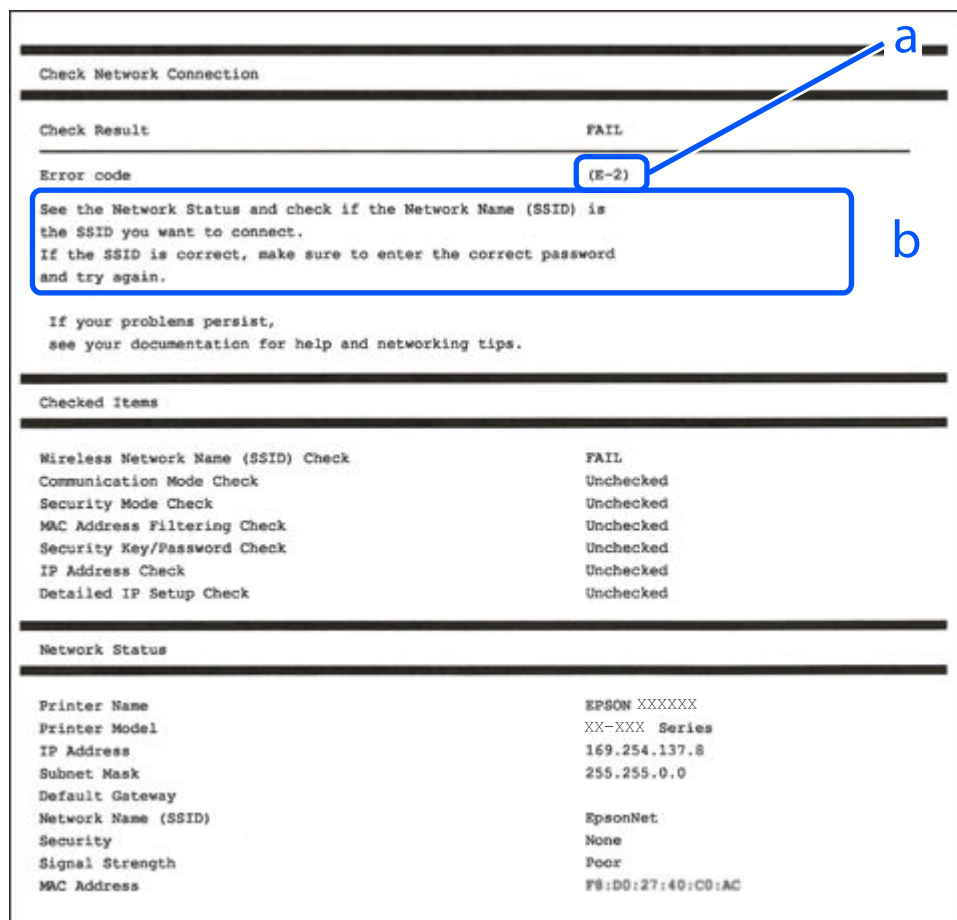 a
Check Network Connection
Check Result FAIL
Error code (E-2)
See the Network Status and check if the Network Name (SSID) is
the SSID you want to connect.
If the SSID is correct, make sure to enter the correct password
and try again.
b
If your problems persist,
see your documentation for help and networking tips.
Checked Items
Wireless Network Name (SSID) Check FAIL
Communication Mode Check Unchecked
Security Mode Check Unchecked
MAC Address Filtering Check Unchecked
Security Key/Password Check Unchecked
IP Address Check Unchecked
Detailed IP Setup Check Unchecked
Network Status
Printer Name EPSON XXXXXX
Printer Model XX-XXX Series
IP Address 169.254.137.8
Subnet Mask 255.255.0.0
Default Gateway
Network Name (SSID) EpsonNet
Security None
Signal Strength Poor
MAC Address F8:D0:27:40:C0:AC